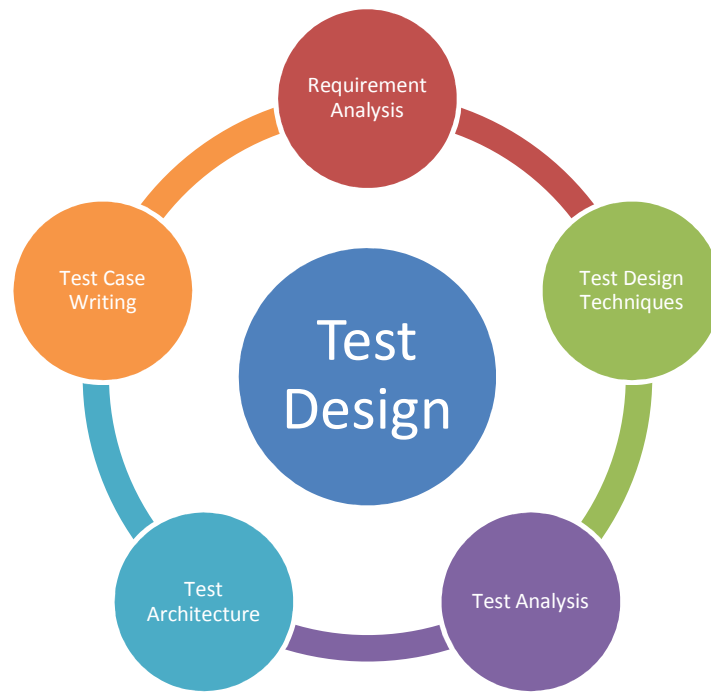 Requirement
Analysis
Test Design
Techniques
Test Analysis
Test
Architecture
Test Case
Writing
Test
Design